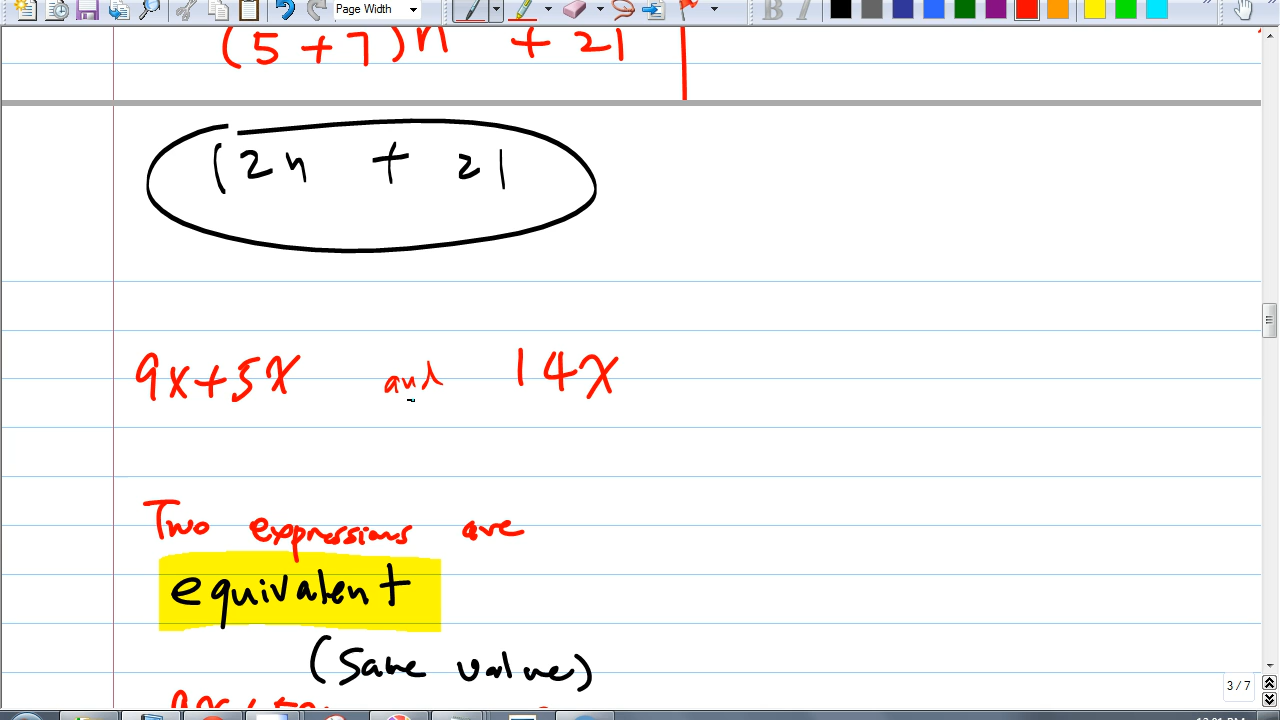 Page Width
B I
(5+7)n + 21
12n + 21
9x+5x and 14x
Two expressions are
equivalent
(Same value)
3 / 7